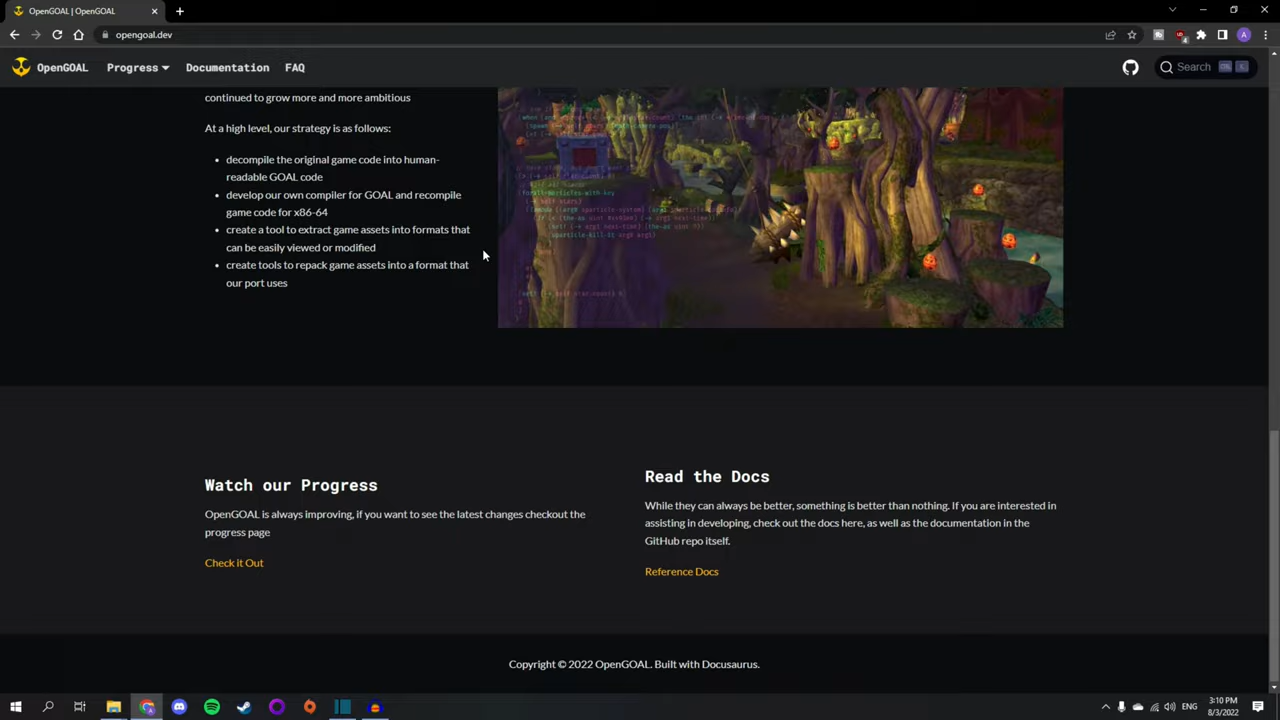 OpenGOAL | OpenGOAL
opengoal.dev
4
A
OpenGOAL
Progress
Documentation
FAQ
Search
CTRL
continued to grow more and more ambitious
At a high level, our strategy is as follows:
decompile the original game code into human-
readable GOAL code
develop our own compiler for GOAL and recompile
game code for x86-64
create a tool to extract game assets into formats that
can be easily viewed or modified
create tools to repack game assets into a format that
our port uses
Watch our Progress
OpenGOAL is always improving, if you want to see the latest changes checkout the
progress page
Check it Out
Read the Docs
While they can always be better, something is better than nothing. If you are interested in
assisting in developing, check out the docs here, as well as the documentation in the
GitHub repo itself.
Reference Docs
Copyright © 2022 OpenGOAL. Built with Docusaurus.
ENG
3:10 PM
8/3/2022